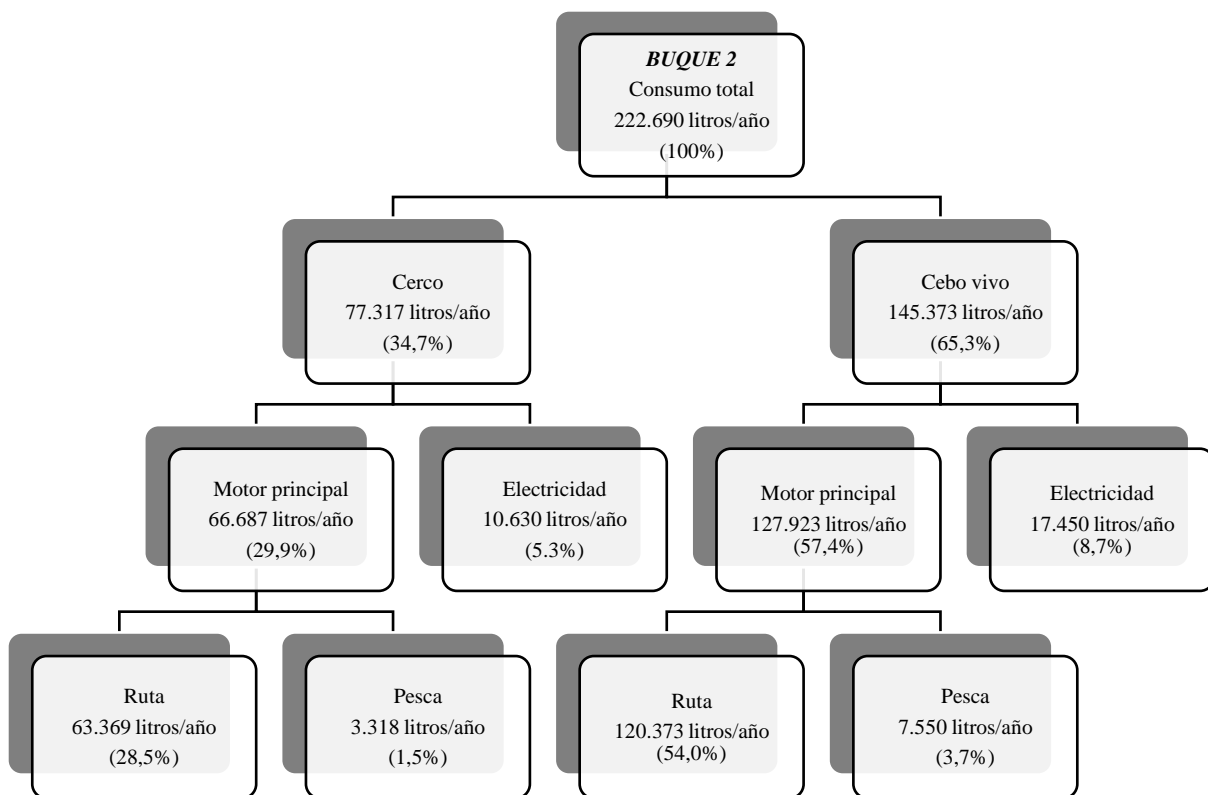 BUQUE 2
Consumo total
222.690 litros/año
(100%)
Cerco
77.317 litros/año
(34,7%)
Cebo vivo
145.373 litros/año
(65,3%)
Motor principal
66.687 litros/año
(29,9%)
Electricidad
10.630 litros/año
(5.3%)
Motor principal
127.923 litros/año
(57,4%)
Electricidad
17.450 litros/año
(8,7%)
Ruta
63.369 litros/año
(28,5%)
Pesca
3.318 litros/año
(1,5%)
Ruta
120.373 litros/año
(54,0%)
Pesca
7.550 litros/año
(3,7%)